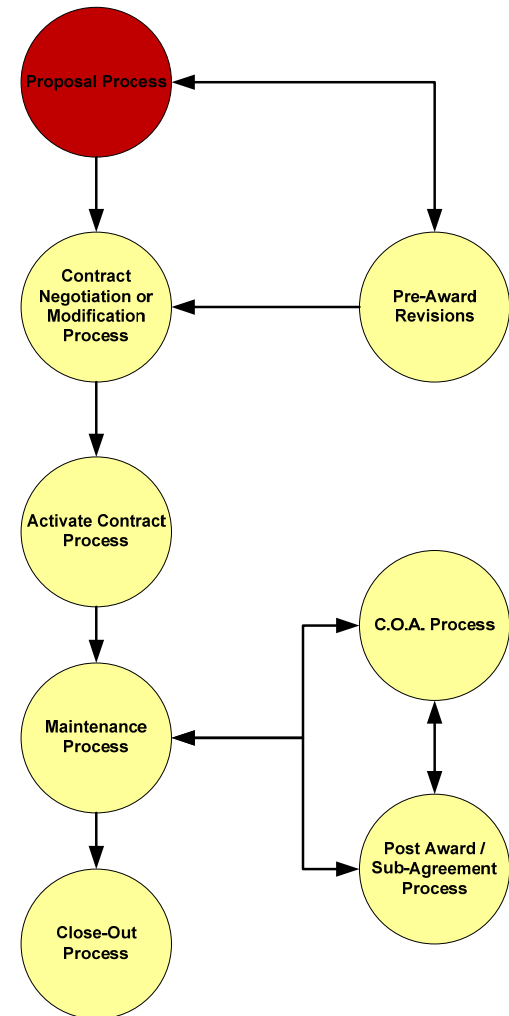 Proposal Process
Contract
Negotiation or
Modification
Process
Pre-Award
Revisions
Activate Contract
Process
C.O.A. Process
Maintenance
Process
Post Award /
Sub-Agreement
Process
Close-Out
Process